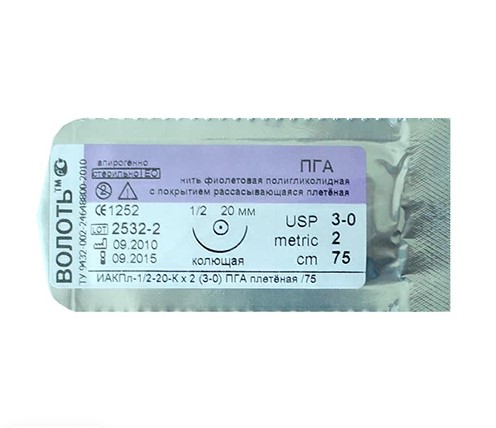 ВОЛОТЬ™
ТУ 9432-002-24648800-2010
апирогенно
стерильно EO
ПГА
нить фиолетовая полигликолидная
с покрытием рассасывающаяся плетёная
CE 1252
LOT 2532-2
09.2010
09.2015
1/2 20 мм
колющая
USP 3-0
metric 2
cm 75
ИАКПл-1/2-20-К х 2 (3-0) ПГА плетёная /75